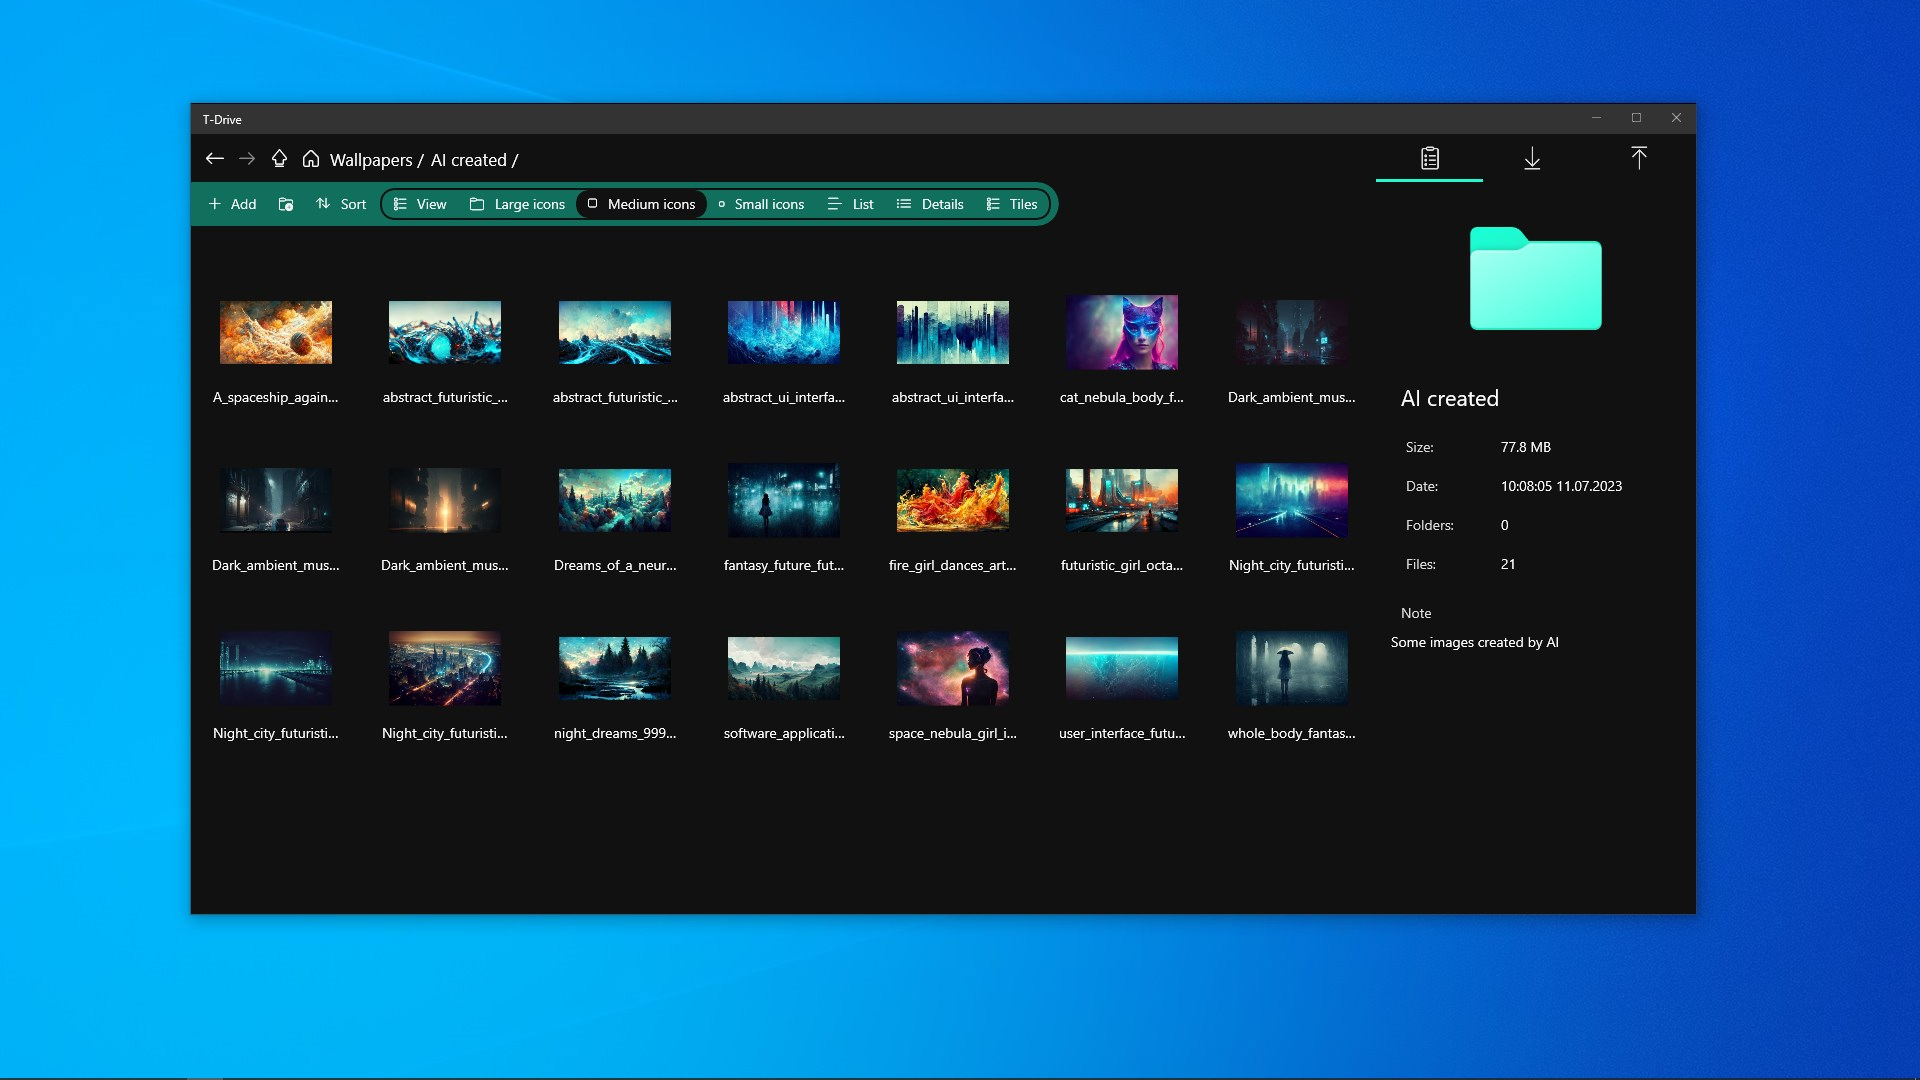 T-Drive
Wallpapers / AI created /
Add Sort View Large icons Medium icons Small icons List Details Tiles
A_spaceship_again... abstract_futuristic_... abstract_futuristic_... abstract_ui_interfa... abstract_ui_interfa... cat_nebula_body_f... Dark_ambient_mus...
Dark_ambient_mus... Dark_ambient_mus... Dreams_of_a_neur... fantasy_future_fut... fire_girl_dances_art... futuristic_girl_octa... Night_city_futuristi...
Night_city_futuristi... Night_city_futuristi... night_dreams_999... software_applicati... space_nebula_girl_i... user_interface_futu... whole_body_fantas...
AI created
Size: 77.8 MB
Date: 10:08:05 11.07.2023
Folders: 0
Files: 21
Note
Some images created by AI